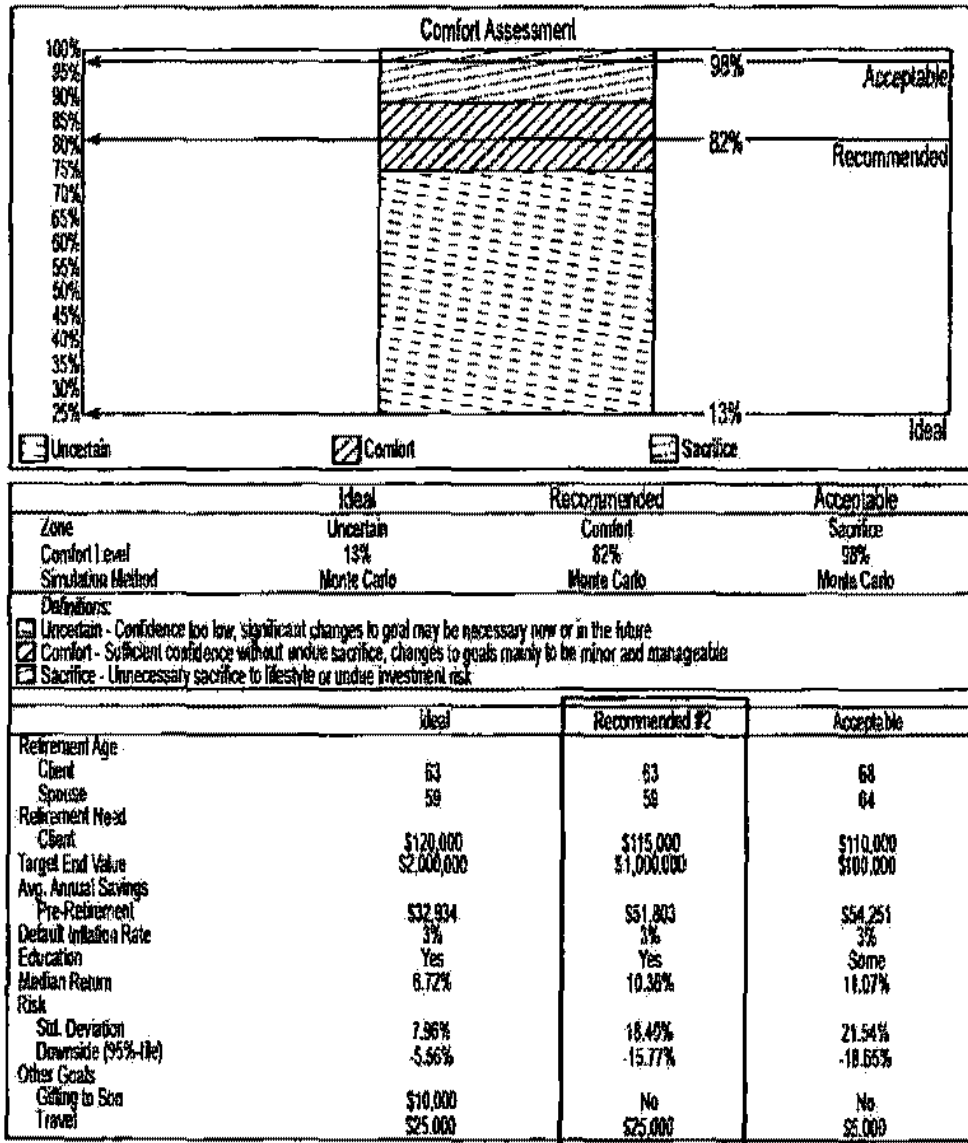 Comfort Assessment
100%
95%
90%
85%
80%
75%
70%
65%
60%
55%
50%
45%
40%
35%
30%
25%
98%
Acceptable
82%
Recommended
13%
Ideal
Uncertain Comfort Sacrifice
Ideal Recommended Acceptable
Zone Uncertain Comfort Sacrifice
Comfort Level 13% 82% 98%
Simulation Method Monte Carlo Monte Carlo Monte Carlo
Definitions:
Uncertain - Confidence too low, significant changes to goal may be necessary now or in the future
Comfort - Sufficient confidence without undue sacrifice, changes to goals mainly to be minor and manageable
Sacrifice - Unnecessary sacrifice to lifestyle or undue investment risk
Ideal Recommended #2 Acceptable
Retirement Age
Client 63 63 68
Spouse 59 59 64
Retirement Need
Client $120,000 $115,000 $110,000
Target End Value $2,000,000 $1,000,000 $100,000
Avg. Annual Savings
Pre-Retirement $32,934 $51,803 $54,251
Default Inflation Rate 3% 3% 3%
Education Yes Yes Some
Median Return 10.36% 11.07%
Risk
Std. Deviation 7.96% 18.40% 21.54%
Downside (95%-tile) -5.56% -15.77% -18.65%
Other Goals
Gifting to Son $10,000 No No
Travel $25,000 $25,000 $5,000